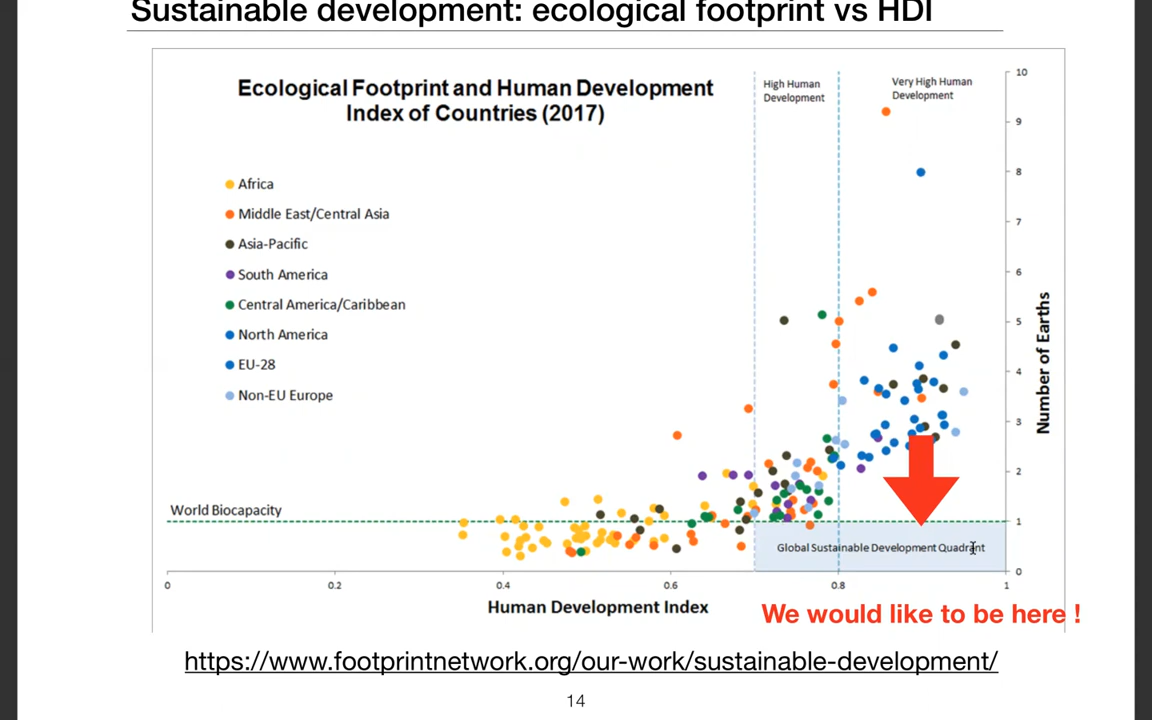 Sustainable development: ecological footprint vs HDI
Ecological Footprint and Human Development
Index of Countries (2017)
High Human
Development
Very High Human
Development
Africa
Middle East/Central Asia
Asia-Pacific
South America
Central America/Caribbean
North America
EU-28
Non-EU Europe
10
9
8
7
6
5
4
3
2
1
0
Number of Earths
World Biocapacity
Global Sustainable Development Quadrant
0
0.2
0.4
0.6
0.8
1
Human Development Index
We would like to be here !
https://www.footprintnetwork.org/our-work/sustainable-development/
14